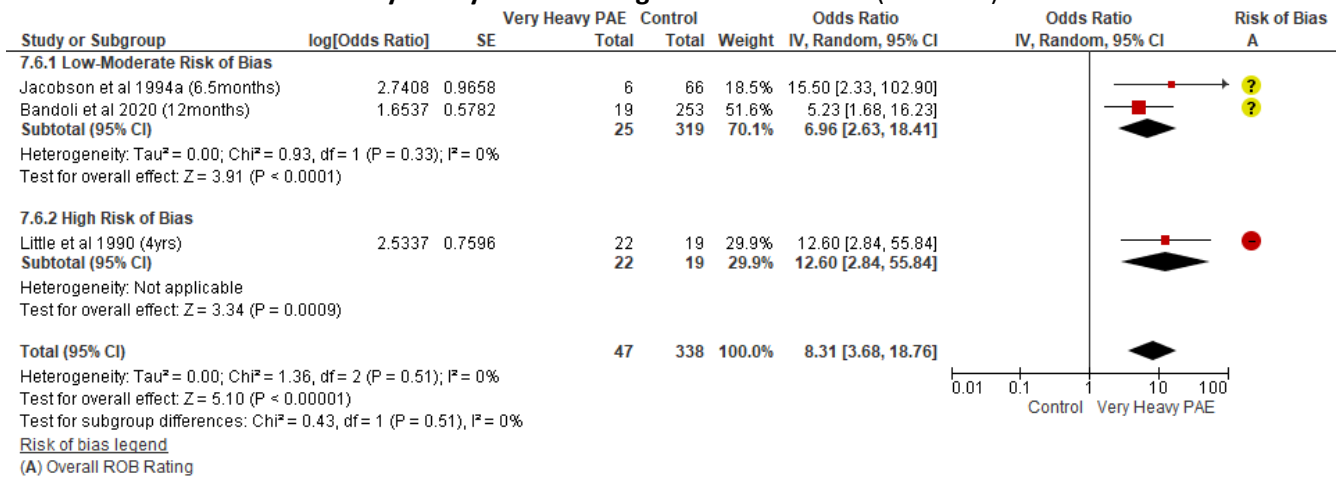 Very Heavy PAE Control Odds Ratio Odds Ratio Risk of Bias
Study or Subgroup log[Odds Ratio] SE Total Total Weight IV, Random, 95% CI IV, Random, 95% CI A
7.6.1 Low-Moderate Risk of Bias
Jacobson et al 1994a (6.5months) 2.7408 0.9658 6 66 18.5% 15.50 [2.33, 102.90] ?
Bandoli et al 2020 (12months) 1.6537 0.5782 19 253 51.6% 5.23 [1.68, 16.23] ?
Subtotal (95% CI) 25 319 70.1% 6.96 [2.63, 18.41]
Heterogeneity: Tau² = 0.00; Chi² = 0.93, df = 1 (P = 0.33); I² = 0%
Test for overall effect: Z = 3.91 (P < 0.0001)
7.6.2 High Risk of Bias
Little et al 1990 (4yrs) 2.5337 0.7596 22 19 29.9% 12.60 [2.84, 55.84] -
Subtotal (95% CI) 22 19 29.9% 12.60 [2.84, 55.84]
Heterogeneity: Not applicable
Test for overall effect: Z = 3.34 (P = 0.0009)
Total (95% CI) 47 338 100.0% 8.31 [3.68, 18.76]
Heterogeneity: Tau² = 0.00; Chi² = 1.36, df = 2 (P = 0.51); I² = 0%
Test for overall effect: Z = 5.10 (P < 0.00001)
Test for subgroup differences: Chi² = 0.43, df = 1 (P = 0.51), I² = 0%
0.01 0.1 1 10 100
Control Very Heavy PAE
Risk of bias legend
(A) Overall ROB Rating